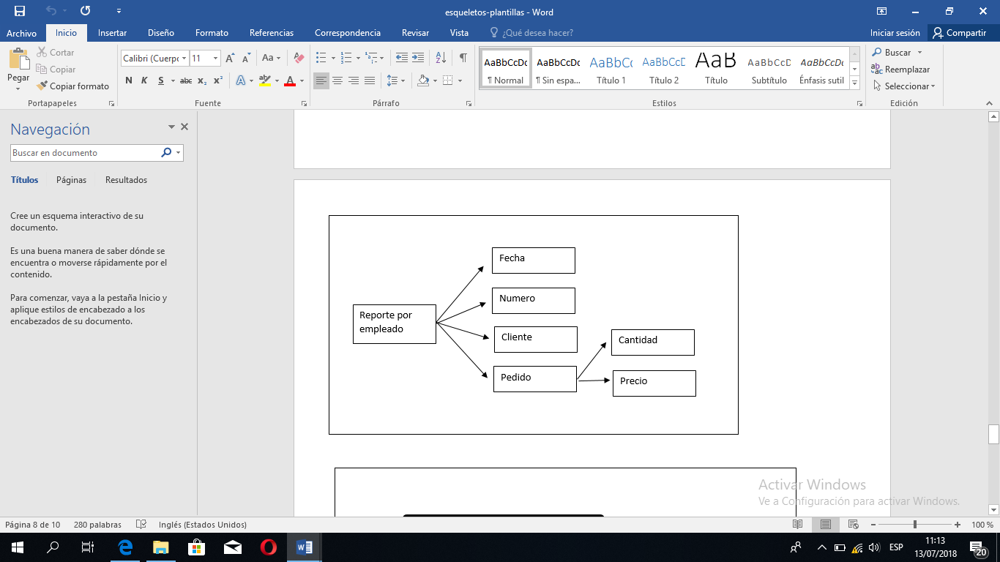 esqueletos-plantillas - Word
Archivo Inicio Insertar Diseño Formato Referencias Correspondencia Revisar Vista ¿Qué desea hacer? Iniciar sesión Compartir
Pegar
Cortar
Copiar
Copiar formato
Portapapeles
Calibri (Cuerpo 11
Fuente
Párrafo
AaBbCcDc AaBbCcDc AaBbCc AaBbCcD AaB AaBbCcD AaBbCcDc
¶ Normal ¶ Sin espa... Título 1 Título 2 Título Subtítulo Énfasis sutil
Estilos
Buscar
Reemplazar
Seleccionar
Edición
Navegación
Buscar en documento
Títulos Páginas Resultados
Cree un esquema interactivo de su
documento.
Es una buena manera de saber dónde se
encuentra o moverse rápidamente por el
contenido.
Para comenzar, vaya a la pestaña Inicio y
aplique estilos de encabezado a los
encabezados de su documento.
Reporte por
empleado
Fecha
Numero
Cliente
Pedido
Cantidad
Precio
Activar Windows
Ve a Configuración para activar Windows.
Página 8 de 10 280 palabras Inglés (Estados Unidos) 100 %
ESP
11:13
13/07/2018
20